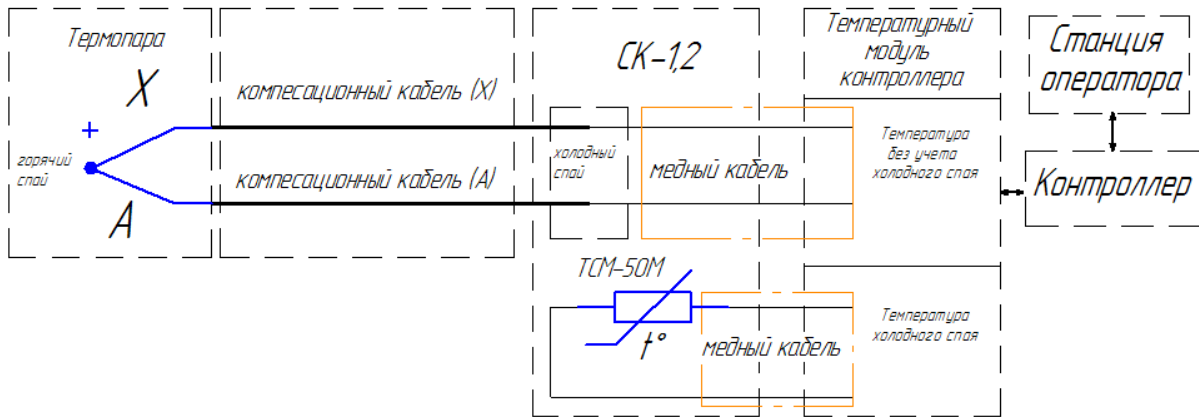 Термопара
X
+
горячий
спай
A
компесационный кабель (X)
компесационный кабель (А)
СК-1,2
холодный
спай
медный кабель
ТСМ-50М
t°
медный кабель
Температурный
модуль
контроллера
Температура
без учета
холодного спая
Температура
холодного спая
Станция
оператора
Контроллер